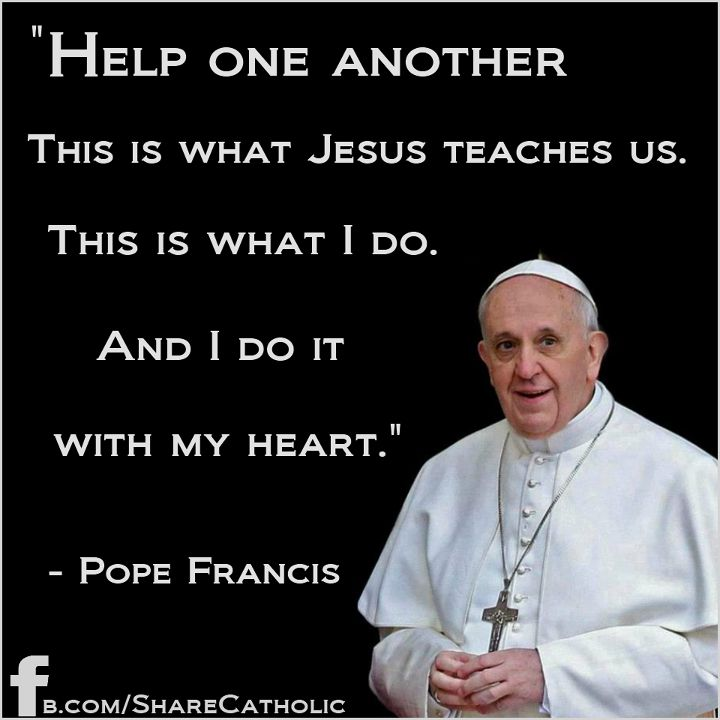 "Help one another
This is what Jesus teaches us.
This is what I do.
And I do it
with my heart."
- Pope Francis
fb.com/ShareCatholic